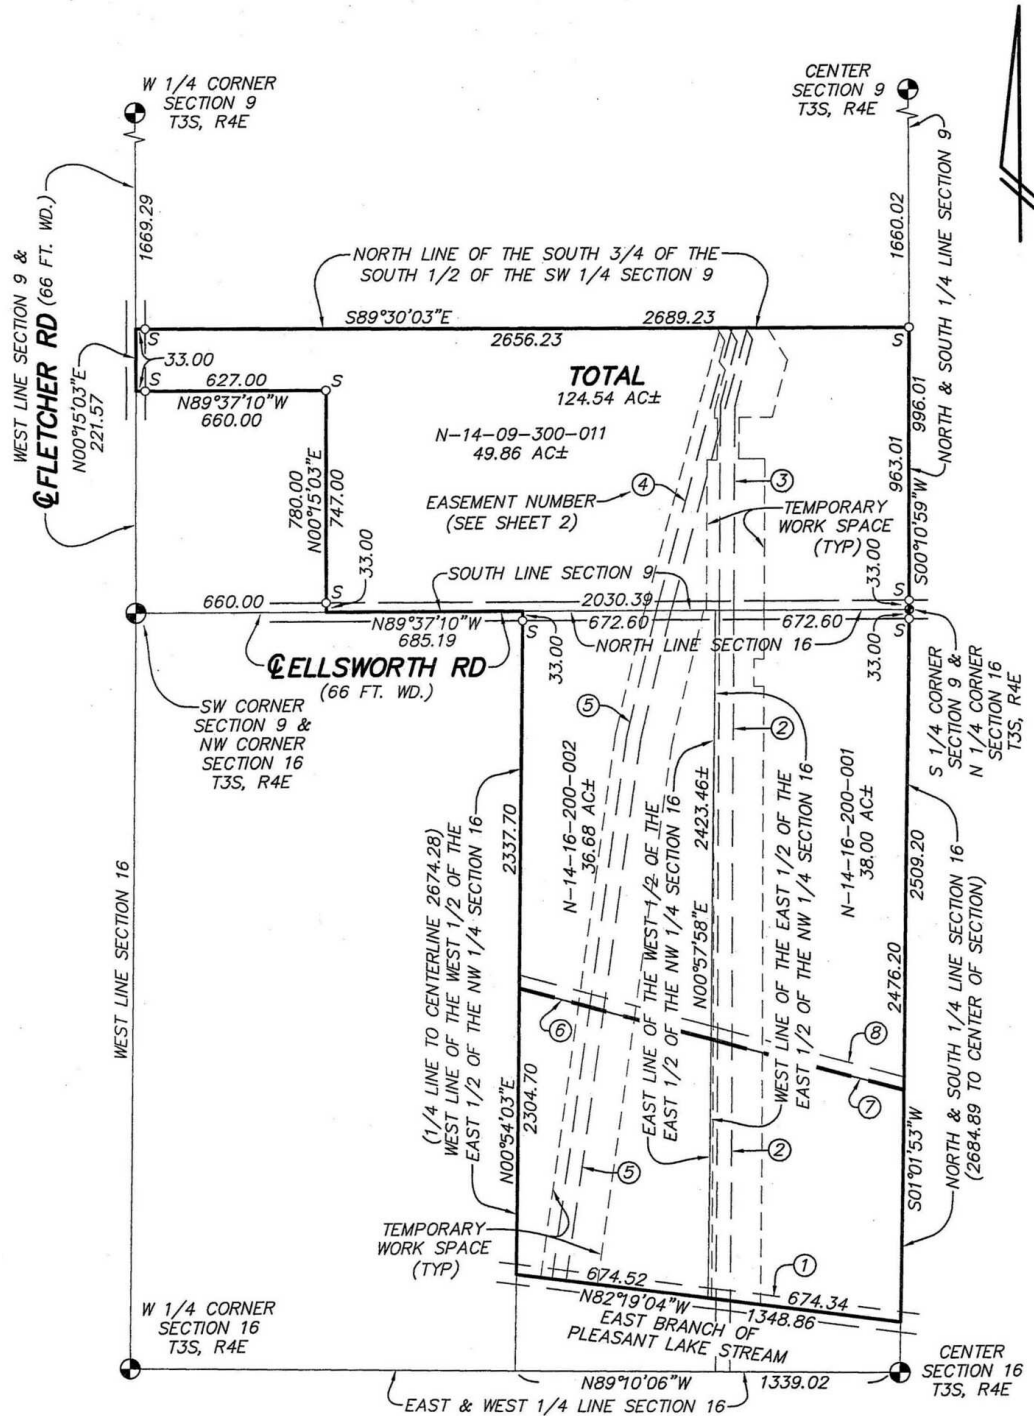 W 1/4 CORNER
SECTION 9
T3S, R4E
CENTER
SECTION 9
T3S, R4E
WEST LINE SECTION 9 &
℄ FLETCHER RD (66 FT. WD.)
1669.29
1660.02
NORTH & SOUTH 1/4 LINE SECTION 9
NORTH LINE OF THE SOUTH 3/4 OF THE
SOUTH 1/2 OF THE SW 1/4 SECTION 9
S89°30'03"E
2689.23
2656.23
S
S
33.00
N00°15'03"E
221.57
627.00
S
N89°37'10"W
660.00
TOTAL
124.54 AC±
N-14-09-300-011
49.86 AC±
996.01
963.01
S00°10'59"W
780.00
N00°15'03"E
747.00
EASEMENT NUMBER
(SEE SHEET 2)
4
3
TEMPORARY
WORK SPACE
(TYP)
33.00
33.00
SOUTH LINE SECTION 9
660.00
S
33.00
S
2030.39
N89°37'10"W
685.19
S
672.60
672.60
S
NORTH LINE SECTION 16
33.00
33.00
℄ ELLSWORTH RD
(66 FT. WD.)
SW CORNER
SECTION 9 &
NW CORNER
SECTION 16
T3S, R4E
S 1/4 CORNER
SECTION 9 &
N 1/4 CORNER
SECTION 16
T3S, R4E
5
2
WEST LINE SECTION 16
(1/4 LINE TO CENTERLINE 2674.28)
WEST LINE OF THE WEST 1/2 OF THE
EAST 1/2 OF THE NW 1/4 SECTION 16
2337.70
N00°54'03"E
2304.70
N-14-16-200-002
36.68 AC±
EAST LINE OF THE WEST 1/2 OF THE
EAST 1/2 OF THE NW 1/4 SECTION 16
N00°57'58"E
2423.46±
WEST LINE OF THE EAST 1/2 OF THE
EAST 1/2 OF THE NW 1/4 SECTION 16
N-14-16-200-001
38.00 AC±
2509.20
2476.20
S01°01'53"W
NORTH & SOUTH 1/4 LINE SECTION 16
(2684.89 TO CENTER OF SECTION)
6
8
7
2
5
TEMPORARY
WORK SPACE
(TYP)
1
674.52
674.34
N82°19'04"W
1348.86
EAST BRANCH OF
PLEASANT LAKE STREAM
W 1/4 CORNER
SECTION 16
T3S, R4E
CENTER
SECTION 16
T3S, R4E
N89°10'06"W
1339.02
EAST & WEST 1/4 LINE SECTION 16